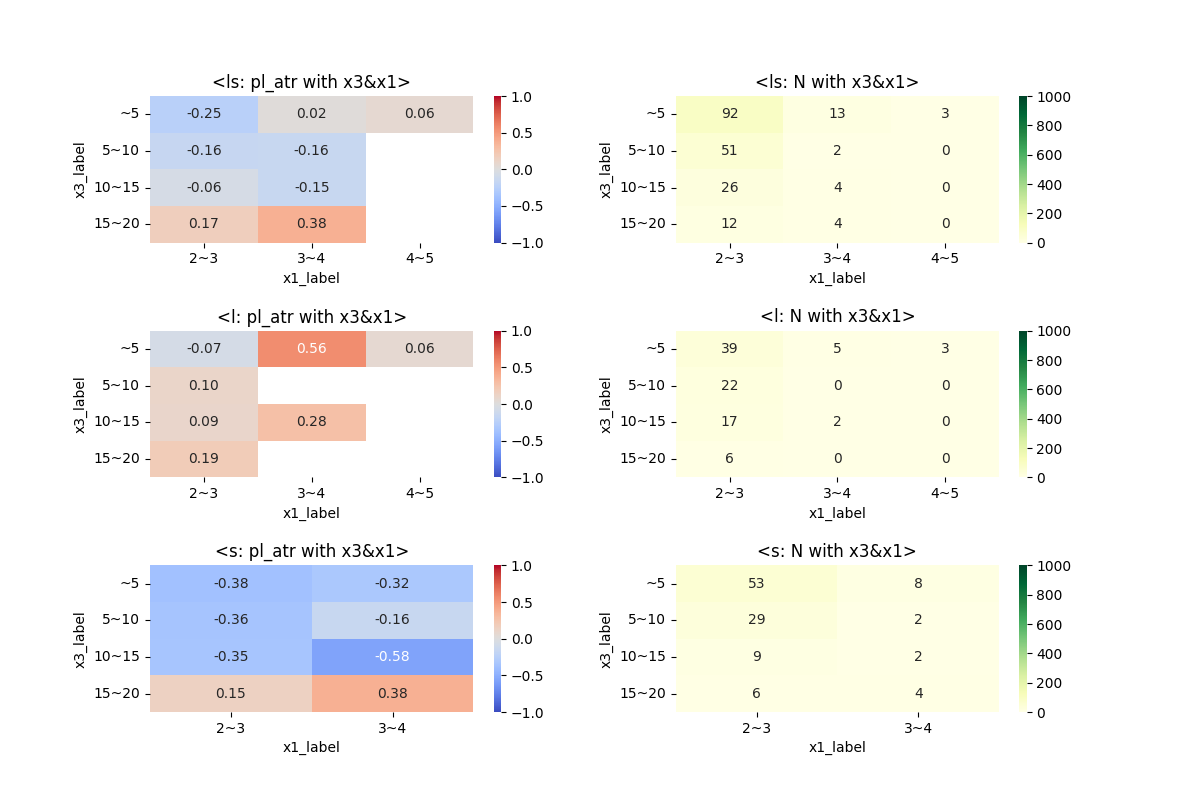 <ls: pl_atr with x3&x1>
x3_label
~5 -0.25 0.02 0.06
5~10 -0.16 -0.16
10~15 -0.06 -0.15
15~20 0.17 0.38
2~3 3~4 4~5
x1_label
1.0
0.5
0.0
−0.5
−1.0
<ls: N with x3&x1>
x3_label
~5 92 13 3
5~10 51 2 0
10~15 26 4 0
15~20 12 4 0
2~3 3~4 4~5
x1_label
1000
800
600
400
200
0
<l: pl_atr with x3&x1>
x3_label
~5 -0.07 0.56 0.06
5~10 0.10
10~15 0.09 0.28
15~20 0.19
2~3 3~4 4~5
x1_label
1.0
0.5
0.0
−0.5
−1.0
<l: N with x3&x1>
x3_label
~5 39 5 3
5~10 22 0 0
10~15 17 2 0
15~20 6 0 0
2~3 3~4 4~5
x1_label
1000
800
600
400
200
0
<s: pl_atr with x3&x1>
x3_label
~5 -0.38 -0.32
5~10 -0.36 -0.16
10~15 -0.35 -0.58
15~20 0.15 0.38
2~3 3~4
x1_label
1.0
0.5
0.0
−0.5
−1.0
<s: N with x3&x1>
x3_label
~5 53 8
5~10 29 2
10~15 9 2
15~20 6 4
2~3 3~4
x1_label
1000
800
600
400
200
0